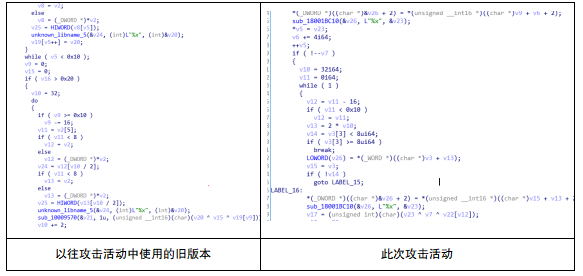 v8 = v2;
else
v8 = (_DWORD *)*v2;
v25 = HIWORD(v8[v5]);
unknown_libname_5(&v24, (int)L"%x", (int)&v20);
v19[v5++] = v20;
}
while ( v5 < 0x10 );
v9 = 0;
v15 = 0;
if ( v16 > 0x20 )
{
v10 = 32;
do
{
if ( v9 >= 0x10 )
v9 -= 16;
v11 = v2[5];
if ( v11 < 8 )
v12 = v2;
else
v12 = (_DWORD *)*v2;
v24 = v12[v10 / 2];
if ( v11 < 8 )
v13 = v2;
else
v13 = (_DWORD *)*v2;
v25 = HIWORD(v13[v10 / 2]);
unknown_libname_5(&v24, (int)L"%x", (int)&v20);
sub_10009570(&v21, 1u, (unsigned int)(char)(v20 ^ v15 ^ v19[v9])
v10 += 2;
以往攻击活动中使用的旧版本
*(_DWORD *)((char *)&v26 + 2) = *(unsigned __int16 *)((char *)v9 + v6 + 2);
sub_18001BC10(&v26, L"%x", &v23);
*v5 = v23;
v6 += 4i64;
++v5;
if ( !--v7 )
{
v10 = 32i64;
v11 = 0i64;
while ( 1 )
{
v12 = v11 - 16;
if ( v11 < 0x10 )
v12 = v11;
v13 = 2 * v10;
v14 = v3[3] < 8ui64;
if ( v3[3] >= 8ui64 )
break;
LOWORD(v26) = *(_WORD *)((char *)v3 + v13);
v15 = v3;
if ( !v14 )
goto LABEL_15;
LABEL_16:
*(_DWORD *)((char *)&v26 + 2) = *(unsigned __int16 *)((char *)v15 + v13 +
sub_18001BC10(&v26, L"%x", &v23);
v17 = (unsigned int)(char)(v23 ^ v7 ^ v22[v12]);
此次攻击活动